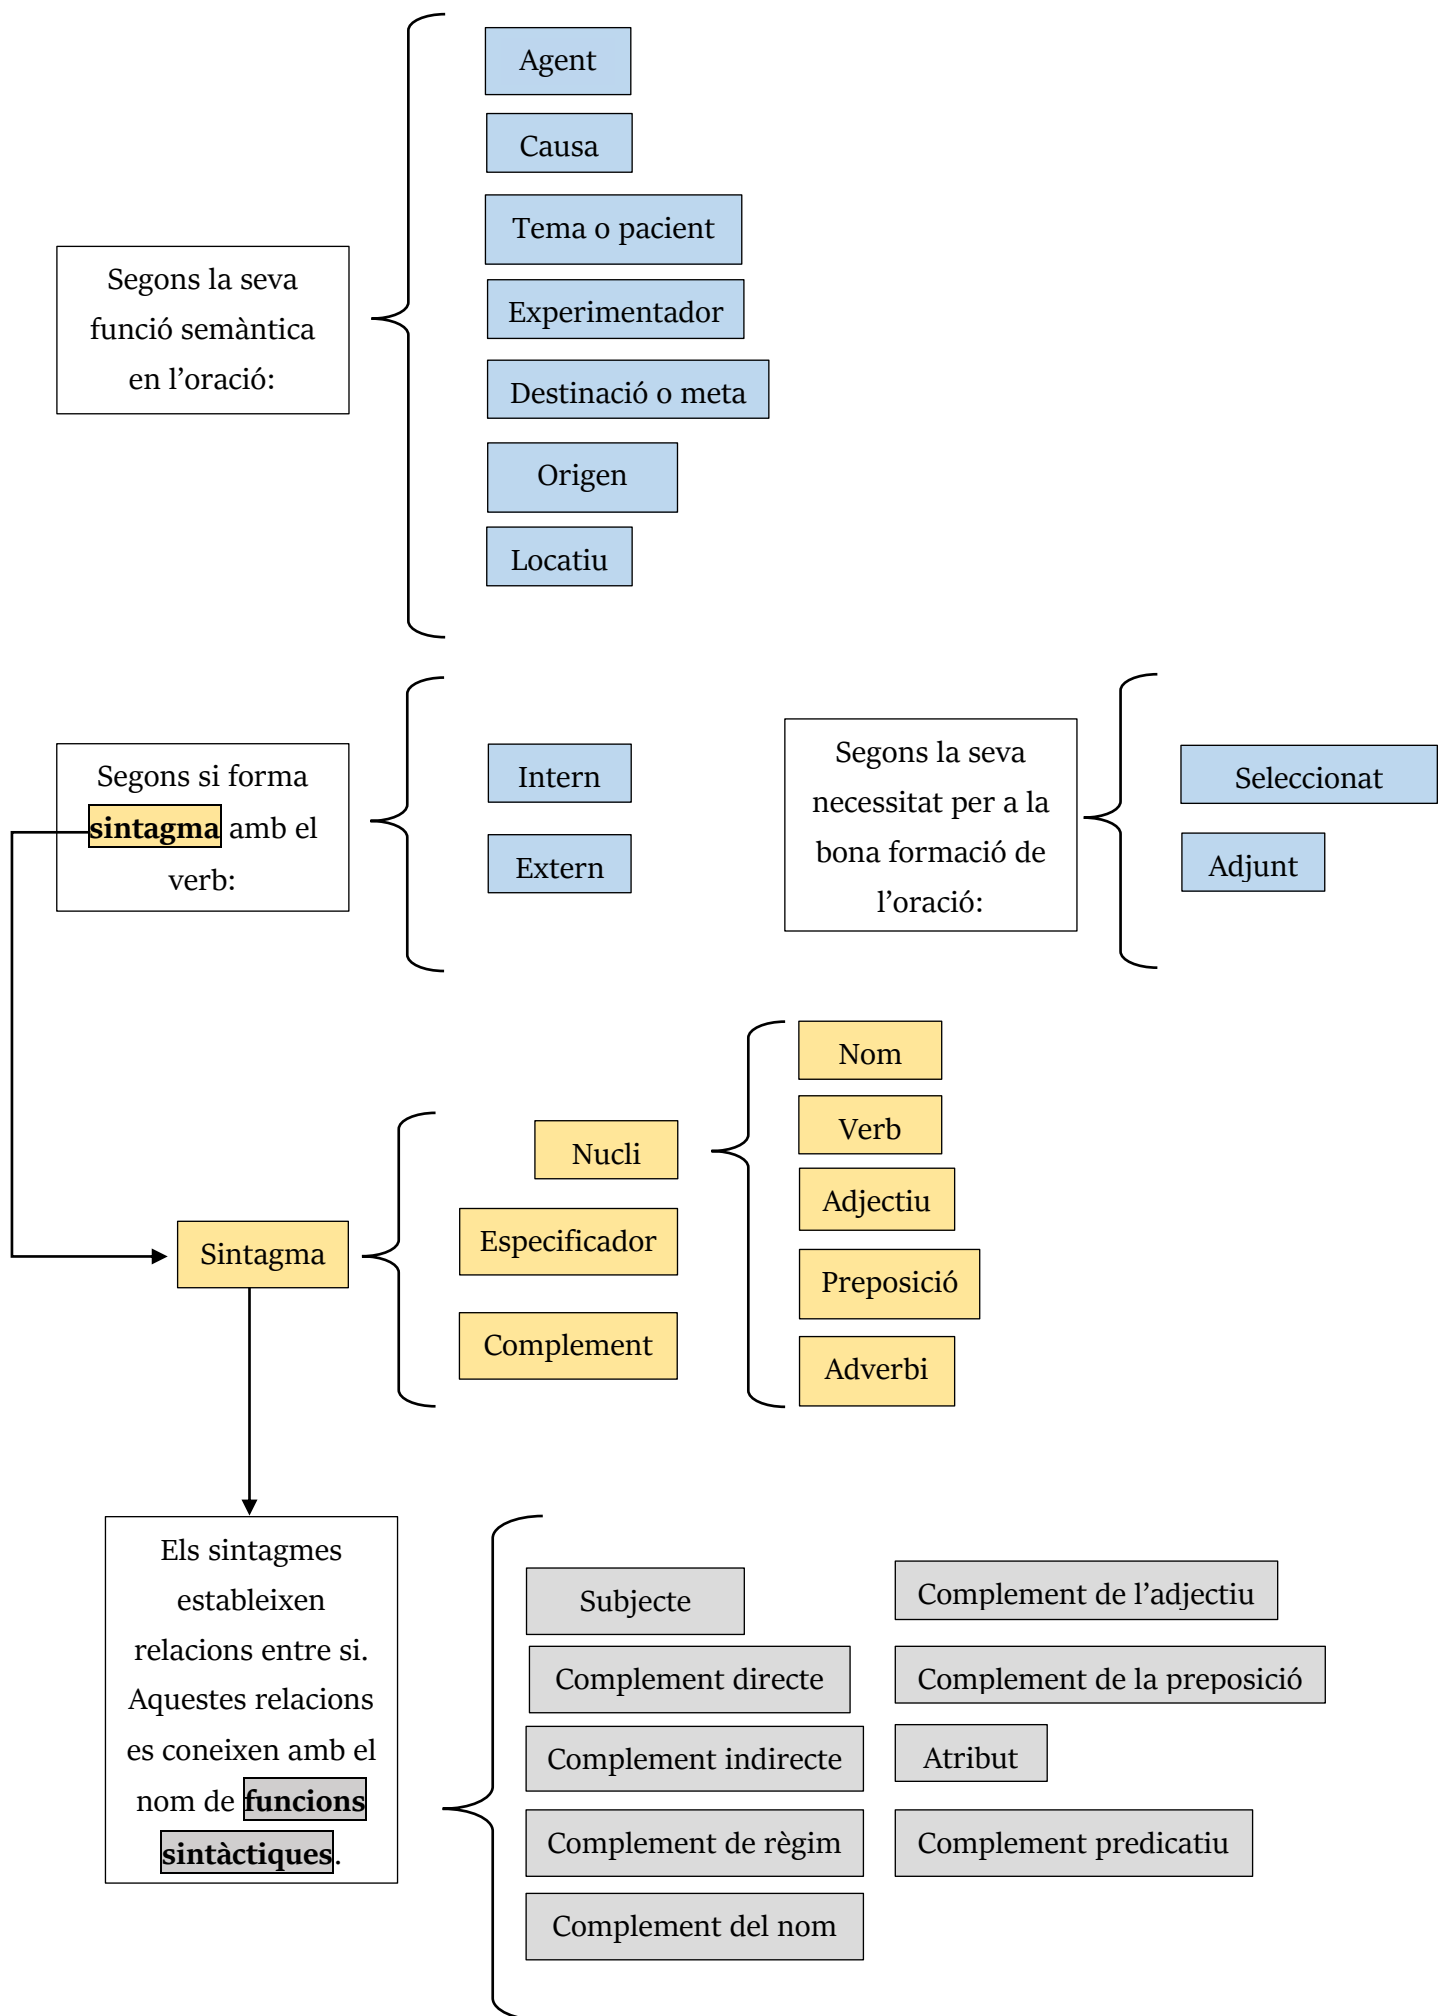 Segons la seva
funció semàntica
en l’oració:
Agent
Causa
Tema o pacient
Experimentador
Destinació o meta
Origen
Locatiu
Segons si forma
sintagma amb el
verb:
Intern
Extern
Segons la seva
necessitat per a la
bona formació de
l’oració:
Seleccionat
Adjunt
Sintagma
Nucli
Especificador
Complement
Nom
Verb
Adjectiu
Preposició
Adverbi
Els sintagmes
estableixen
relacions entre si.
Aquestes relacions
es coneixen amb el
nom de funcions
sintàctiques.
Subjecte
Complement directe
Complement indirecte
Complement de règim
Complement del nom
Complement de l’adjectiu
Complement de la preposició
Atribut
Complement predicatiu